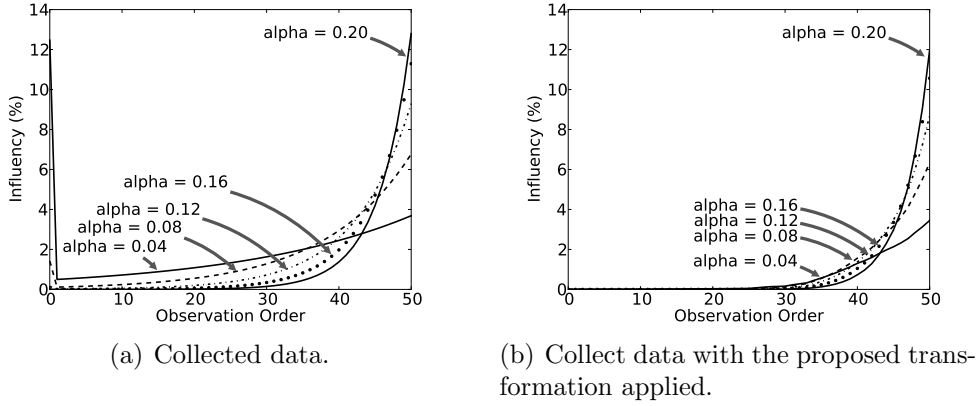 14
12
10
8
6
4
2
0
Influency (%)
alpha = 0.20
alpha = 0.16
alpha = 0.12
alpha = 0.08
alpha = 0.04
0 10 20 30 40 50
Observation Order
(a) Collected data.
14
12
10
8
6
4
2
0
Influency (%)
alpha = 0.20
alpha = 0.16
alpha = 0.12
alpha = 0.08
alpha = 0.04
0 10 20 30 40 50
Observation Order
(b) Collect data with the proposed trans-
formation applied.